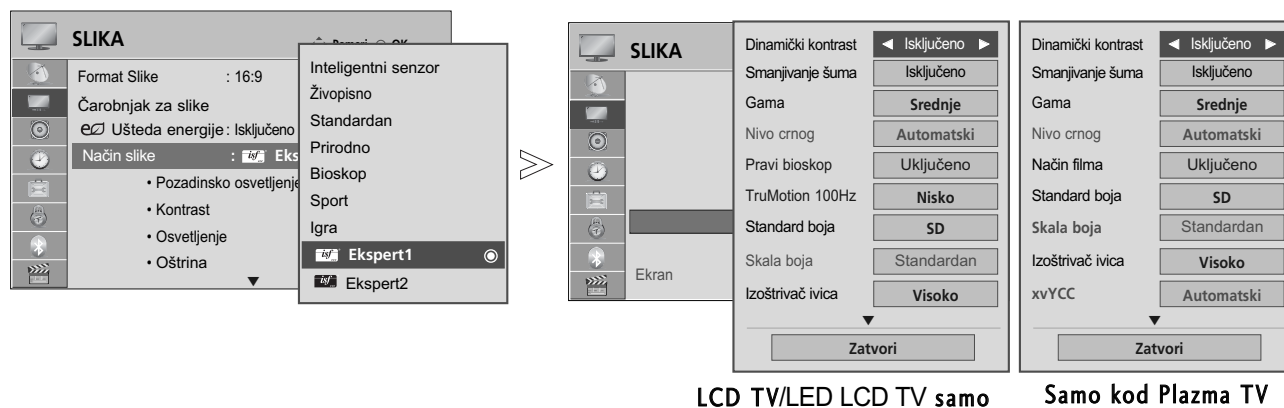 SLIKA
OK
Format Slike : 16:9
Čarobnjak za slike
Ušteda energije : Isključeno
Način slike : isf Eks
• Pozadinsko osvetljenje
• Kontrast
• Osvetljenje
• Oštrina
▼
Inteligentni senzor
Živopisno
Standardan
Prirodno
Bioskop
Sport
Igra
isf Ekspert1
isf Ekspert2
SLIKA
Ekran
Dinamički kontrast ◄ Isključeno ►
Smanjivanje šuma Isključeno
Gama Srednje
Nivo crnog Automatski
Pravi bioskop Uključeno
TruMotion 100Hz Nisko
Standard boja SD
Skala boja Standardan
Izoštrivač ivica Visoko
▼
Zatvori
LCD TV/LED LCD TV samo
Dinamički kontrast ◄ Isključeno ►
Smanjivanje šuma Isključeno
Gama Srednje
Nivo crnog Automatski
Način filma Uključeno
Standard boja SD
Skala boja Standardan
Izoštrivač ivica Visoko
xvYCC Automatski
▼
Zatvori
Samo kod Plazma TV